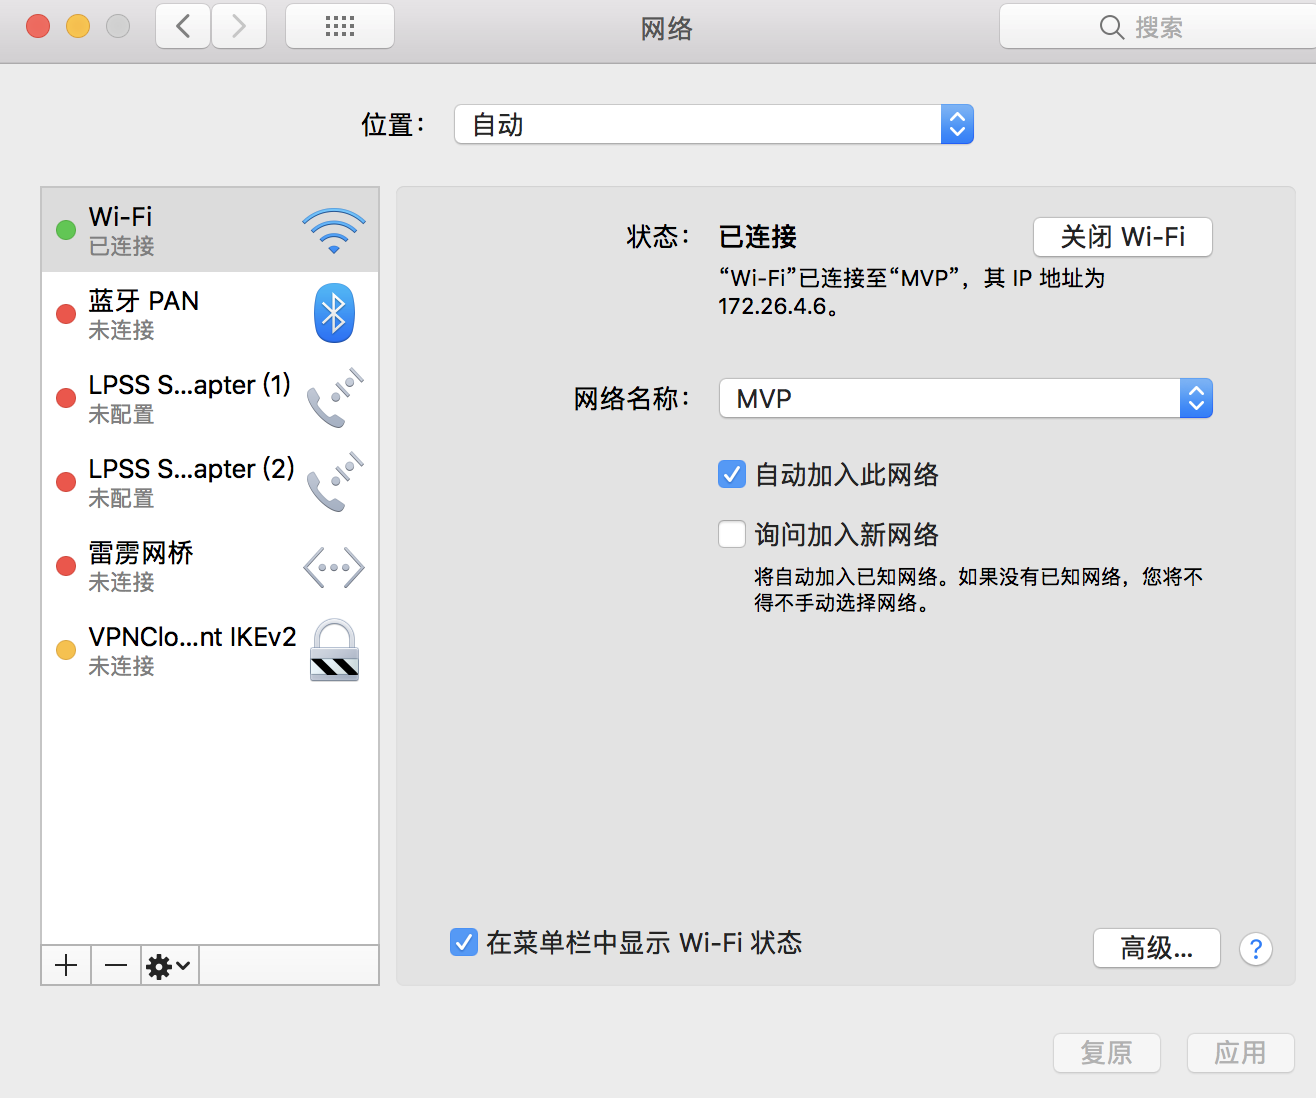 网络
搜索
位置：
自动
Wi-Fi
已连接
蓝牙 PAN
未连接
LPSS S...apter (1)
未配置
LPSS S...apter (2)
未配置
雷雳网桥
未连接
VPNClo...nt IKEv2
未连接
状态：
已连接
关闭 Wi-Fi
“Wi-Fi”已连接至“MVP”，其 IP 地址为
172.26.4.6。
网络名称：
MVP
自动加入此网络
询问加入新网络
将自动加入已知网络。如果没有已知网络，您将不
得不手动选择网络。
在菜单栏中显示 Wi-Fi 状态
高级...
?
复原
应用